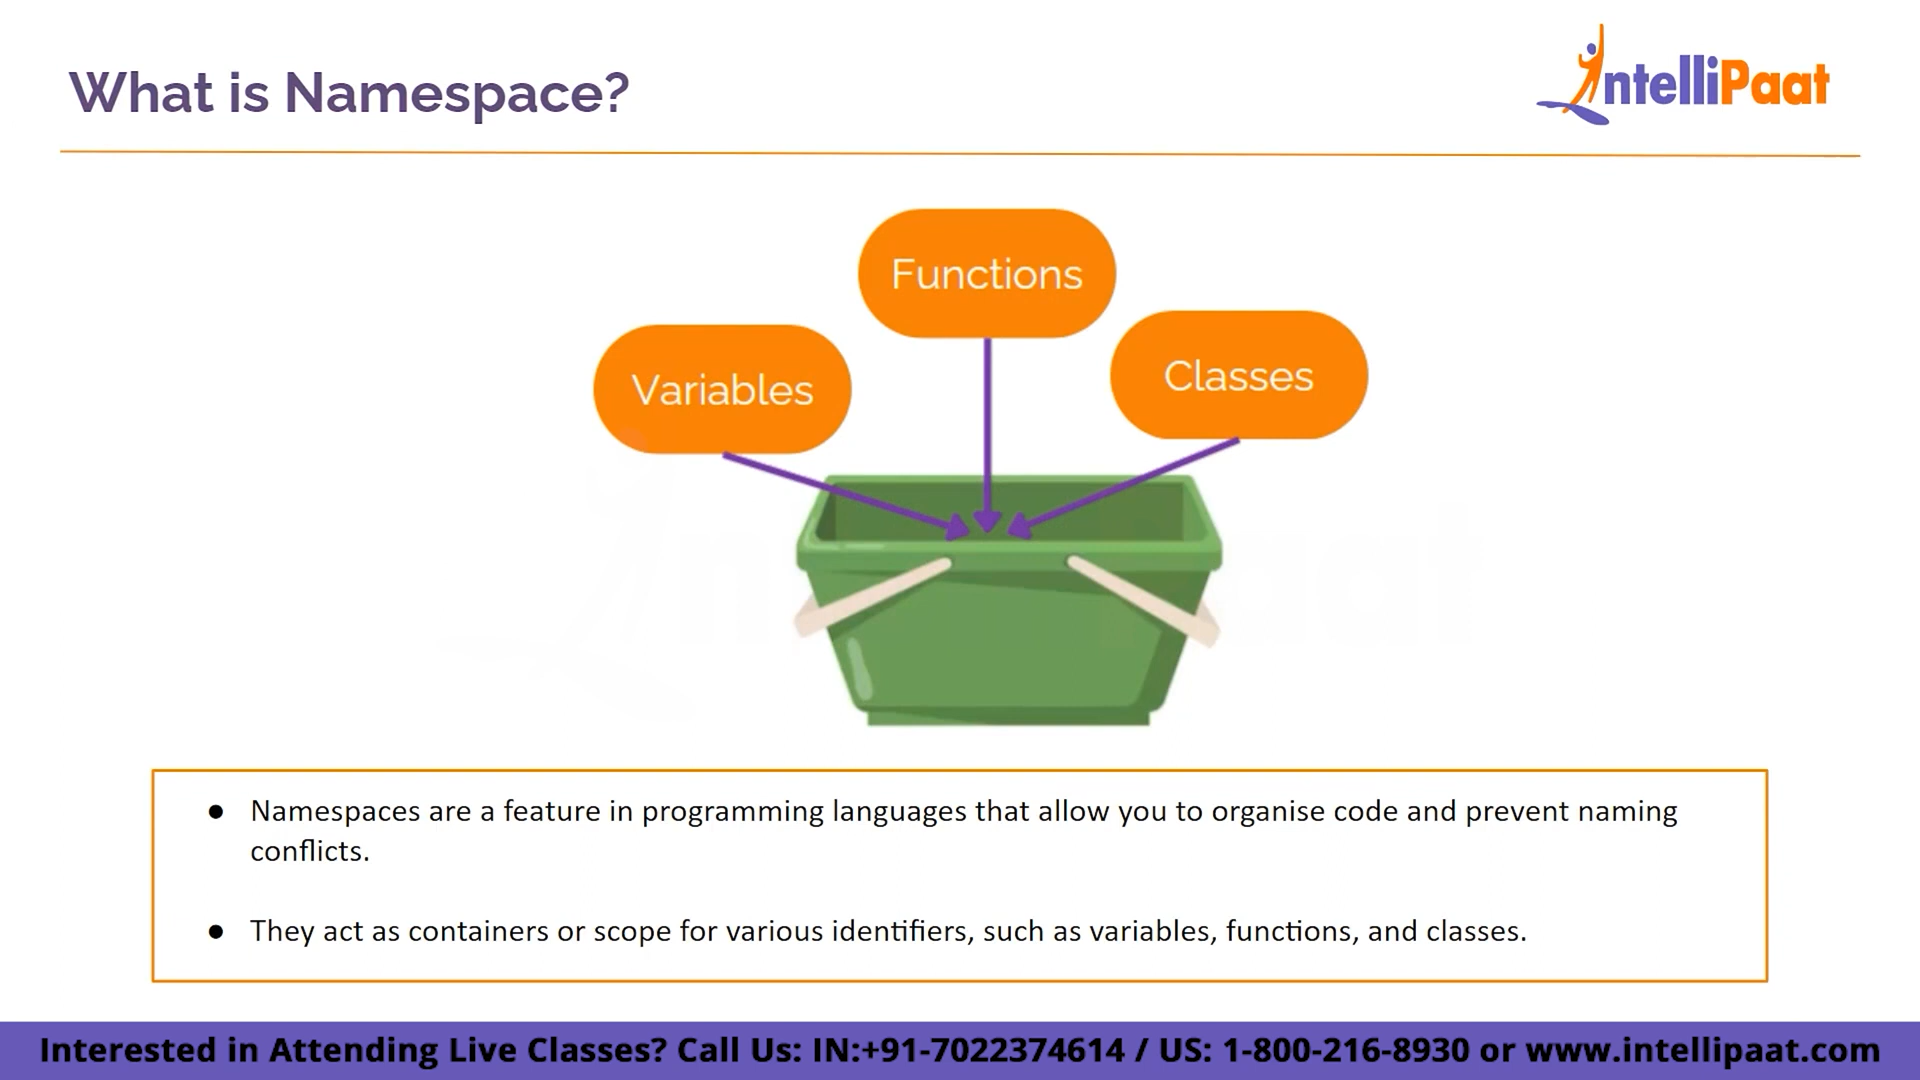 What is Namespace?
IntelliPaat
Functions
Classes
Variables
● Namespaces are a feature in programming languages that allow you to organise code and prevent naming
conflicts.
● They act as containers or scope for various identifiers, such as variables, functions, and classes.
Interested in Attending Live Classes? Call Us: IN:+91-7022374614 / US: 1-800-216-8930 or www.intellipaat.com